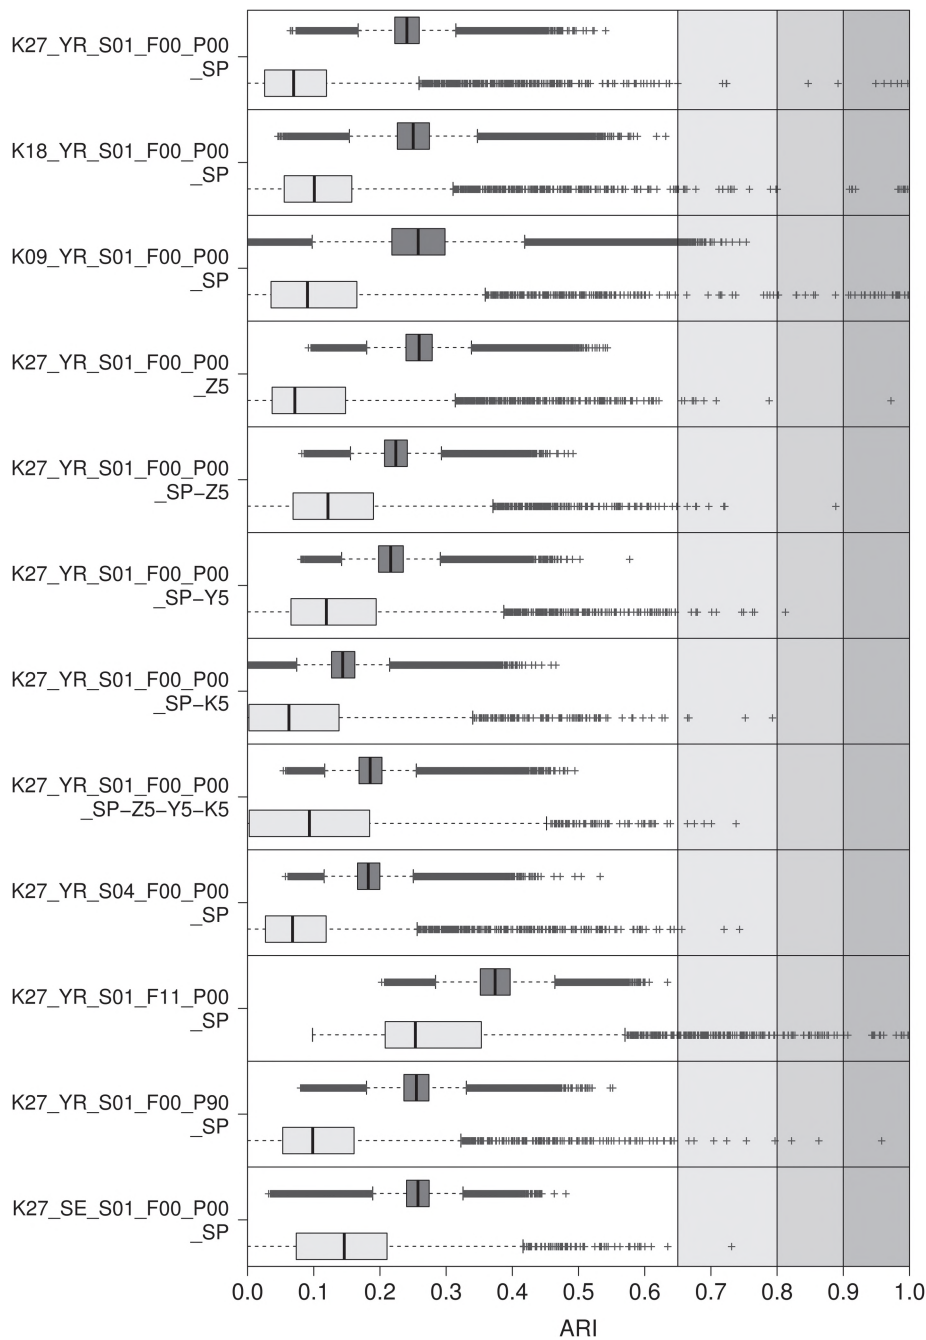 K27_YR_S01_F00_P00
_SP
K18_YR_S01_F00_P00
_SP
K09_YR_S01_F00_P00
_SP
K27_YR_S01_F00_P00
_Z5
K27_YR_S01_F00_P00
_SP−Z5
K27_YR_S01_F00_P00
_SP−Y5
K27_YR_S01_F00_P00
_SP−K5
K27_YR_S01_F00_P00
_SP−Z5−Y5−K5
K27_YR_S04_F00_P00
_SP
K27_YR_S01_F11_P00
_SP
K27_YR_S01_F00_P90
_SP
K27_SE_S01_F00_P00
_SP
0.0 0.1 0.2 0.3 0.4 0.5 0.6 0.7 0.8 0.9 1.0
ARI